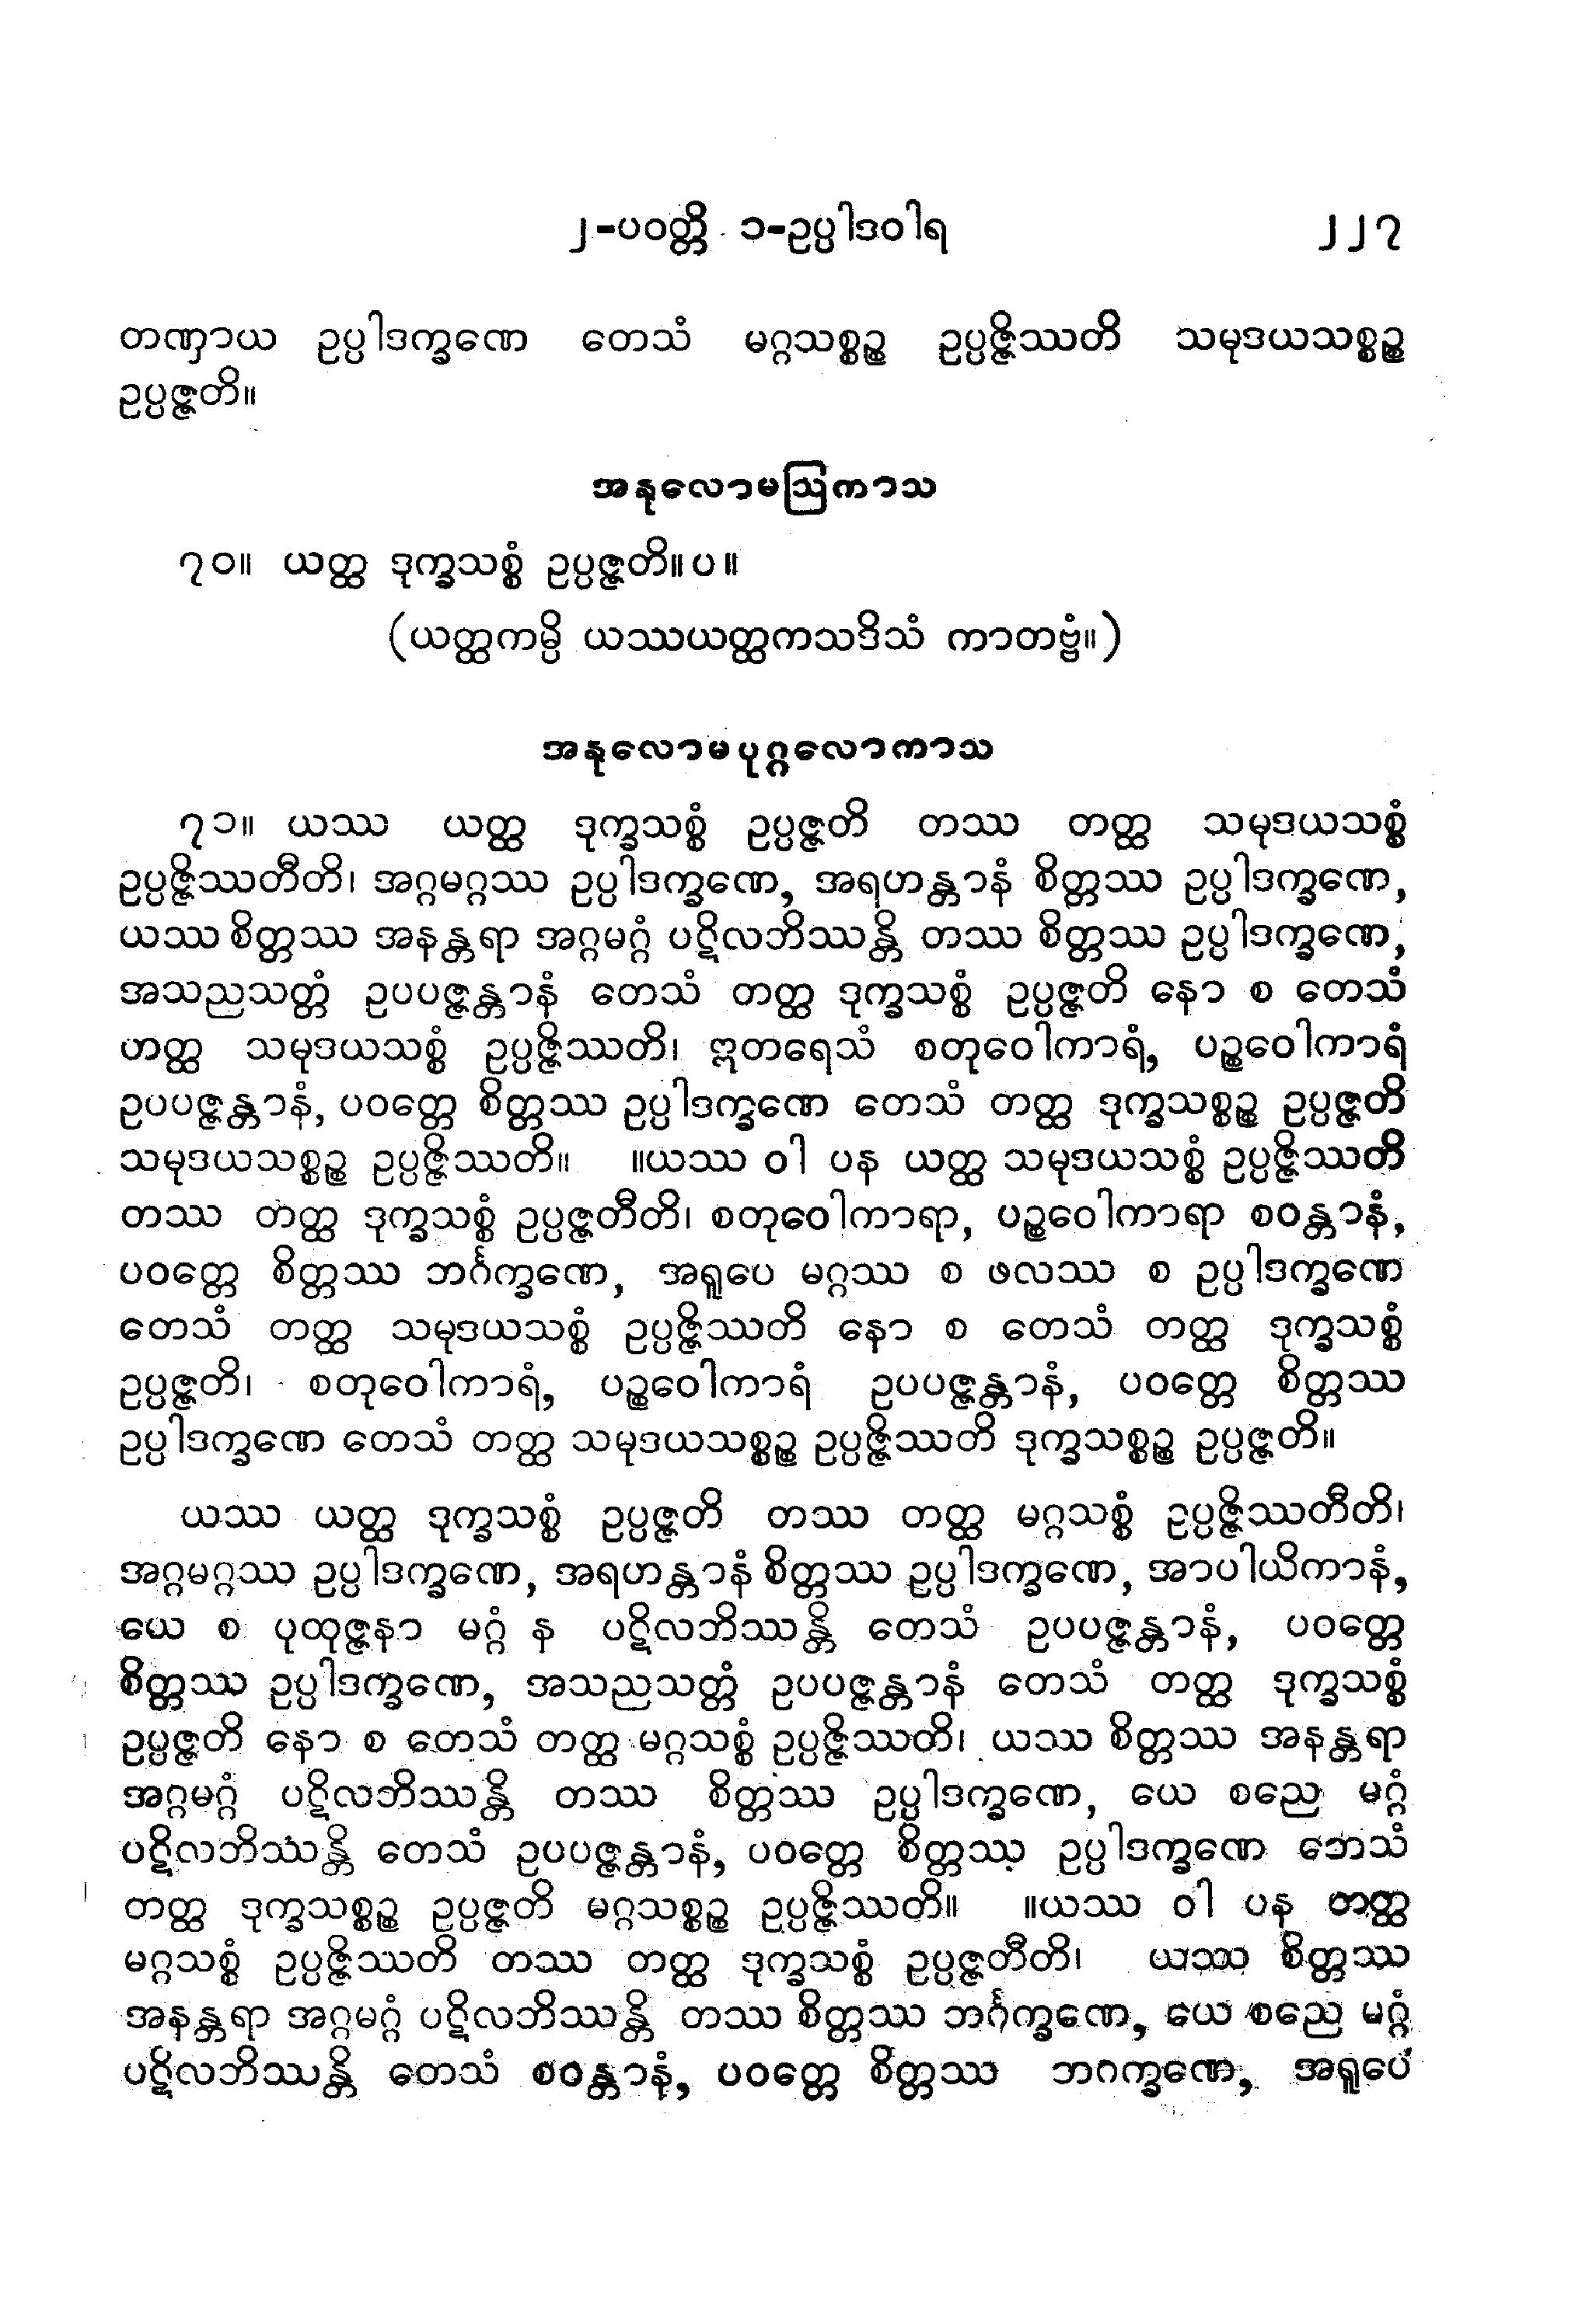 ၂-ပဝတ္တိ ၁-ဥပ္ပါဒဝါရ ၂၂၇
တဏှာယ ဥပ္ပါဒက္ခဏေ တေသံ မဂ္ဂသစ္စဉ္စ ဥပ္ပဇ္ဇိဿတိ သမုဒယသစ္စဉ္စ
ဥပ္ပဇ္ဇတိ။
အနုလောမဩကာသ
၇၀။ ယတ္ထ ဒုက္ခသစ္စံ ဥပ္ပဇ္ဇတိ။ပ။
(ယတ္ထကမ္ပိ ယဿယတ္ထကသဒိသံ ကာတဗ္ဗံ။)
အနုလောမပုဂ္ဂလောကာသ
၇၁။ ယဿ ယတ္ထ ဒုက္ခသစ္စံ ဥပ္ပဇ္ဇတိ တဿ တတ္ထ သမုဒယသစ္စံ
ဥပ္ပဇ္ဇိဿတီတိ၊ အဂ္ဂမဂ္ဂဿ ဥပ္ပါဒက္ခဏေ, အရဟန္တာနံ စိတ္တဿ ဥပ္ပါဒက္ခဏေ,
ယဿ စိတ္တဿ အနန္တရာ အဂ္ဂမဂ္ဂံ ပဋိလဘိဿန္တိ တဿ စိတ္တဿ ဥပ္ပါဒက္ခဏေ,
အသညသတ္တံ ဥပပဇ္ဇန္တာနံ တေသံ တတ္ထ ဒုက္ခသစ္စံ ဥပ္ပဇ္ဇတိ နော စ တေသံ
တတ္ထ သမုဒယသစ္စံ ဥပ္ပဇ္ဇိဿတိ၊ ဣတရေသံ စတုဝေါကာရံ, ပဉ္စဝေါကာရံ
ဥပပဇ္ဇန္တာနံ, ပဝတ္တေ စိတ္တဿ ဥပ္ပါဒက္ခဏေ တေသံ တတ္ထ ဒုက္ခသစ္စဉ္စ ဥပ္ပဇ္ဇတိ
သမုဒယသစ္စဉ္စ ဥပ္ပဇ္ဇိဿတိ။ ။ယဿ ဝါ ပန ယတ္ထ သမုဒယသစ္စံ ဥပ္ပဇ္ဇိဿတိ
တဿ တတ္ထ ဒုက္ခသစ္စံ ဥပ္ပဇ္ဇတီတိ၊ စတုဝေါကာရာ, ပဉ္စဝေါကာရာ စဝန္တာနံ,
ပဝတ္တေ စိတ္တဿ ဘင်္ဂက္ခဏေ, အရူပေ မဂ္ဂဿ စ ဖလဿ စ ဥပ္ပါဒက္ခဏေ
တေသံ တတ္ထ သမုဒယသစ္စံ ဥပ္ပဇ္ဇိဿတိ နော စ တေသံ တတ္ထ ဒုက္ခသစ္စံ
ဥပ္ပဇ္ဇတိ၊ စတုဝေါကာရံ, ပဉ္စဝေါကာရံ ဥပပဇ္ဇန္တာနံ, ပဝတ္တေ စိတ္တဿ
ဥပ္ပါဒက္ခဏေ တေသံ တတ္ထ သမုဒယသစ္စဉ္စ ဥပ္ပဇ္ဇိဿတိ ဒုက္ခသစ္စဉ္စ ဥပ္ပဇ္ဇတိ။
ယဿ ယတ္ထ ဒုက္ခသစ္စံ ဥပ္ပဇ္ဇတိ တဿ တတ္ထ မဂ္ဂသစ္စံ ဥပ္ပဇ္ဇိဿတီတိ၊
အဂ္ဂမဂ္ဂဿ ဥပ္ပါဒက္ခဏေ, အရဟန္တာနံ စိတ္တဿ ဥပ္ပါဒက္ခဏေ, အာပါယိကာနံ,
ယေ စ ပုထုဇ္ဇနာ မဂ္ဂံ န ပဋိလဘိဿန္တိ တေသံ ဥပပဇ္ဇန္တာနံ, ပဝတ္တေ
စိတ္တဿ ဥပ္ပါဒက္ခဏေ, အသညသတ္တံ ဥပပဇ္ဇန္တာနံ တေသံ တတ္ထ ဒုက္ခသစ္စံ
ဥပ္ပဇ္ဇတိ နော စ တေသံ တတ္ထ မဂ္ဂသစ္စံ ဥပ္ပဇ္ဇိဿတိ၊ ယဿ စိတ္တဿ အနန္တရာ
အဂ္ဂမဂ္ဂံ ပဋိလဘိဿန္တိ တဿ စိတ္တဿ ဥပ္ပါဒက္ခဏေ, ယေ စညေ မဂ္ဂံ
ပဋိလဘိဿန္တိ တေသံ ဥပပဇ္ဇန္တာနံ, ပဝတ္တေ စိတ္တဿ ဥပ္ပါဒက္ခဏေ တေသံ
တတ္ထ ဒုက္ခသစ္စဉ္စ ဥပ္ပဇ္ဇတိ မဂ္ဂသစ္စဉ္စ ဥပ္ပဇ္ဇိဿတိ။ ။ယဿ ဝါ ပန ယတ္ထ
မဂ္ဂသစ္စံ ဥပ္ပဇ္ဇိဿတိ တဿ တတ္ထ ဒုက္ခသစ္စံ ဥပ္ပဇ္ဇတီတိ၊ ယဿ စိတ္တဿ
အနန္တရာ အဂ္ဂမဂ္ဂံ ပဋိလဘိဿန္တိ တဿ စိတ္တဿ ဘင်္ဂက္ခဏေ, ယေ စညေ မဂ္ဂံ
ပဋိလဘိဿန္တိ တေသံ စဝန္တာနံ, ပဝတ္တေ စိတ္တဿ ဘင်္ဂက္ခဏေ, အရူပေ